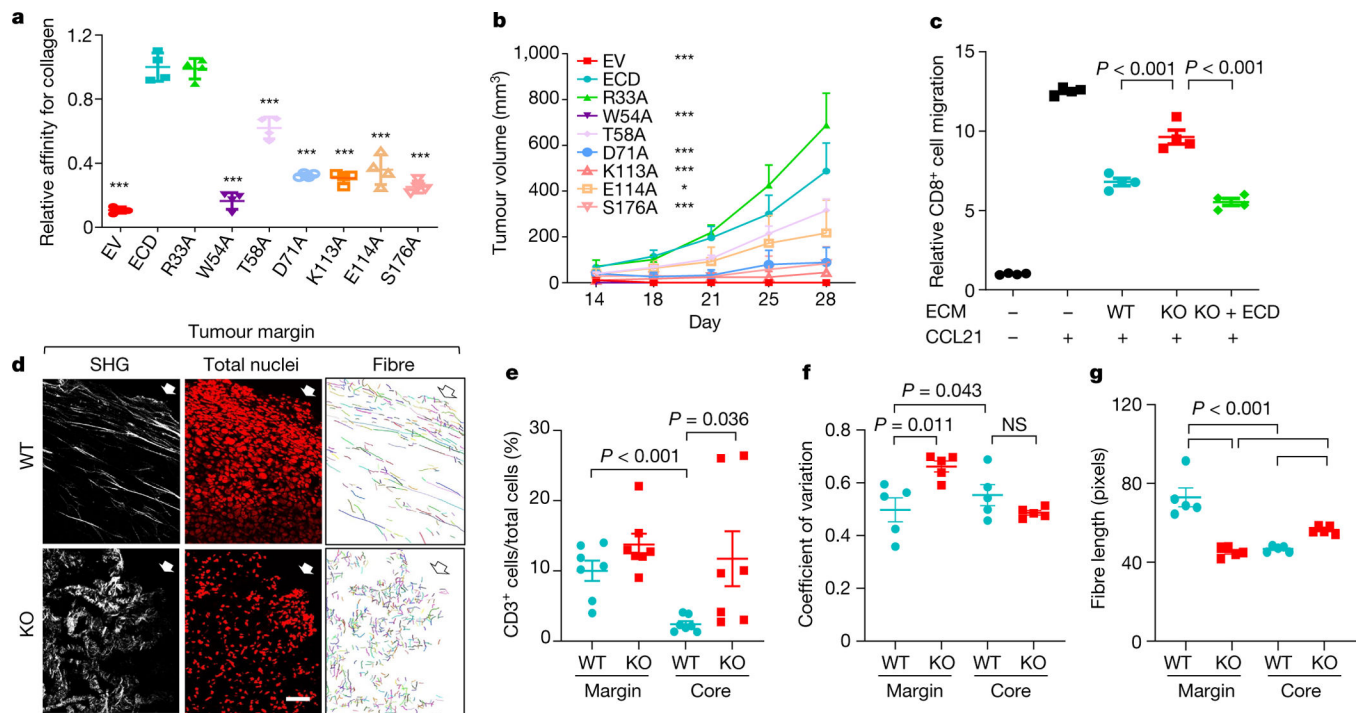 a
Relative affinity for collagen
1.2
0.8
0.4
0
***
***
***
***
***
***
***
EV
ECD
R33A
W54A
T58A
D71A
K113A
E114A
S176A
b
Tumour volume (mm³)
1,000
800
600
400
200
0
EV ***
ECD
R33A
W54A ***
T58A
D71A ***
K113A ***
E114A *
S176A ***
14 18 21 25 28
Day
c
Relative CD8⁺ cell migration
15
10
5
0
P < 0.001 P < 0.001
ECM – – WT KO KO + ECD
CCL21 – + + + +
Tumour margin
d SHG Total nuclei Fibre
WT
KO
e
CD3⁺ cells/total cells (%)
30
20
10
0
P = 0.036
P < 0.001
WT KO WT KO
Margin Core
f
Coefficient of variation
0.8
0.6
0.4
0.2
0
P = 0.043
P = 0.011 NS
WT KO WT KO
Margin Core
g
Fibre length (pixels)
120
80
40
0
P < 0.001
WT KO WT KO
Margin Core